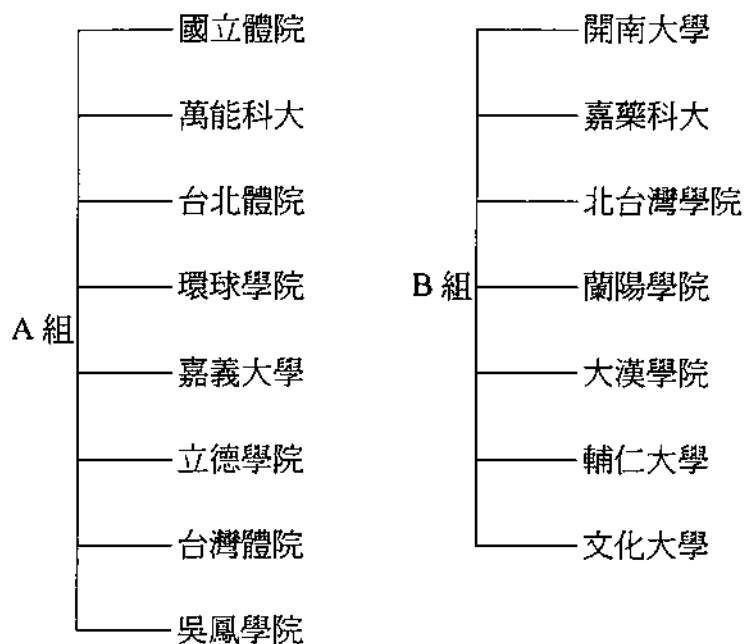 A 組
國立體院
萬能科大
台北體院
環球學院
嘉義大學
立德學院
台灣體院
吳鳳學院
B 組
開南大學
嘉藥科大
北台灣學院
蘭陽學院
大漢學院
輔仁大學
文化大學